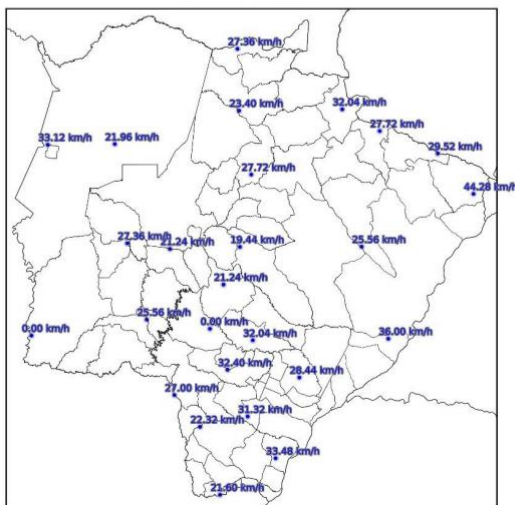 27.36 km/h
23.40 km/h
32.04 km/h
27.72 km/h
33.12 km/h
21.96 km/h
29.52 km/h
27.72 km/h
44.28 km/h
27.36 km/h
21.24 km/h
19.44 km/h
25.56 km/h
21.24 km/h
25.56 km/h
0.00 km/h
0.00 km/h
32.04 km/h
36.00 km/h
32.40 km/h
28.44 km/h
27.00 km/h
31.32 km/h
22.32 km/h
33.48 km/h
21.60 km/h